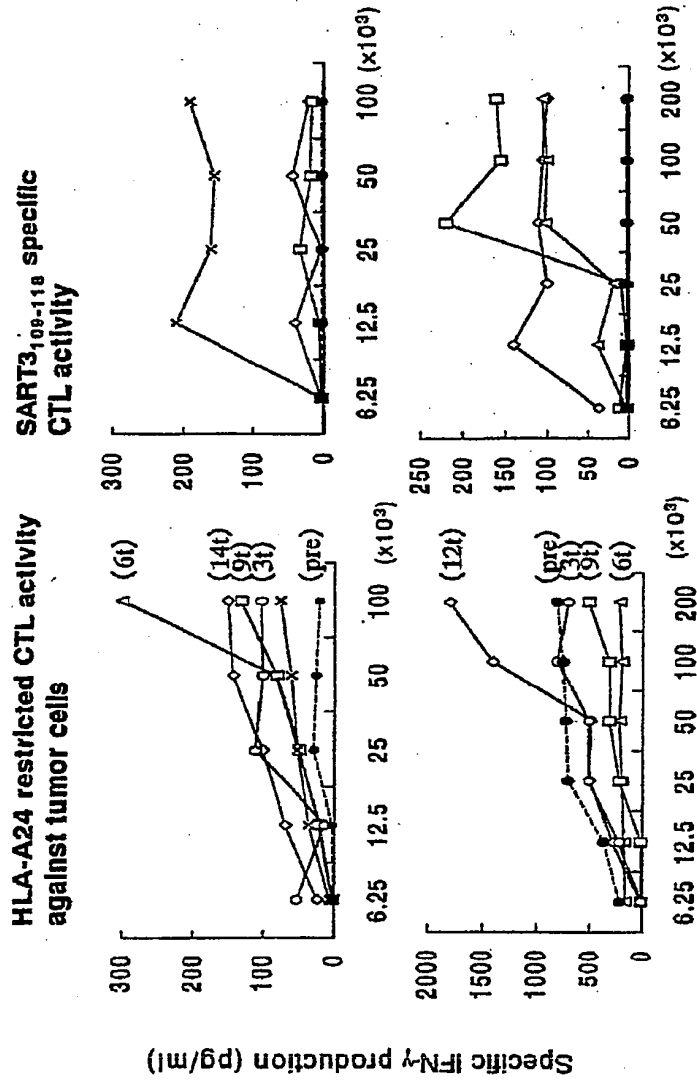 HLA-A24 restricted CTL activity
against tumor cells
SART3109-118 specific
CTL activity
Specific IFN-γ production (pg/ml)
300
200
100
0
(6t)
(14t)
(9t)
(3t)
(pre)
6.25 12.5 25 50 100 (x10³)
300
200
100
0
6.25 12.5 25 50 100 (x10³)
2000
1500
1000
500
0
(12t)
(pre)
(3t)
(9t)
(6t)
6.25 12.5 25 50 100 200 (x10³)
250
200
150
100
50
0
6.25 12.5 25 50 100 200 (x10³)